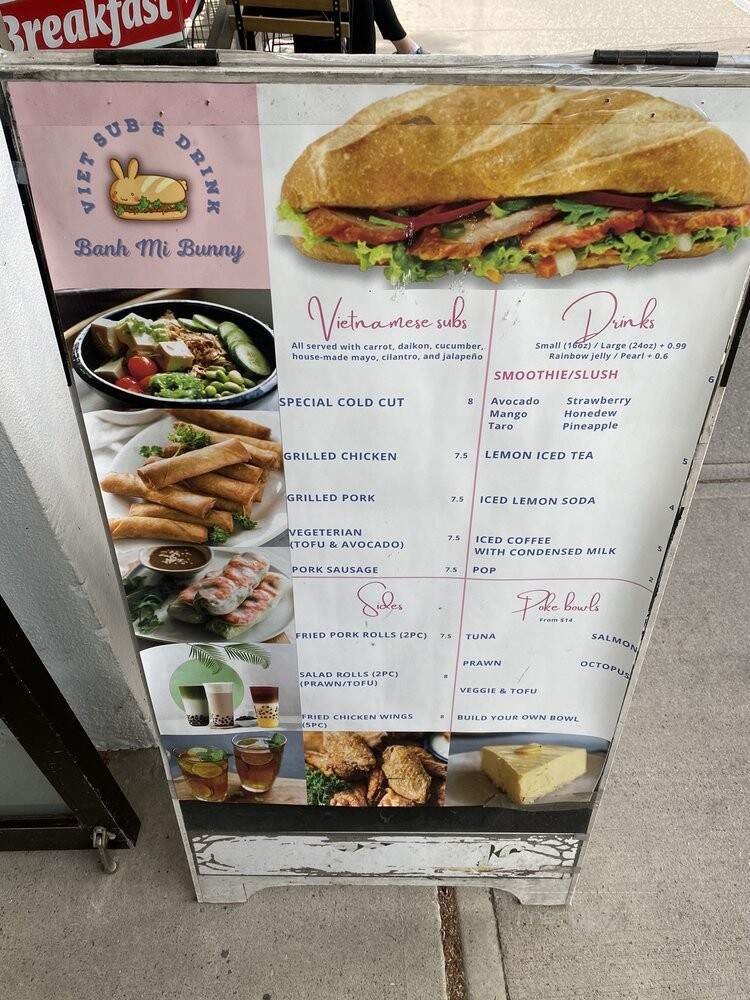 Breakfast
VIET SUB & DRINK
Banh Mi Bunny
Vietnamese subs
All served with carrot, daikon, cucumber,
house-made mayo, cilantro, and jalapeño
SPECIAL COLD CUT 8
GRILLED CHICKEN 7.5
GRILLED PORK 7.5
VEGETERIAN
(TOFU & AVOCADO) 7.5
PORK SAUSAGE 7.5
Drinks
Small (16oz) / Large (24oz) + 0.99
Rainbow jelly / Pearl + 0.6
SMOOTHIE/SLUSH 6
Avocado Strawberry
Mango Honedew
Taro Pineapple
LEMON ICED TEA 5
ICED LEMON SODA 4
ICED COFFEE
WITH CONDENSED MILK 5
POP 2
Sides
FRIED PORK ROLLS (2PC) 7.5
SALAD ROLLS (2PC)
(PRAWN/TOFU) 8
FRIED CHICKEN WINGS 8
(5PC)
Poke bowls
From $14
TUNA SALMON
PRAWN OCTOPUS
VEGGIE & TOFU
BUILD YOUR OWN BOWL